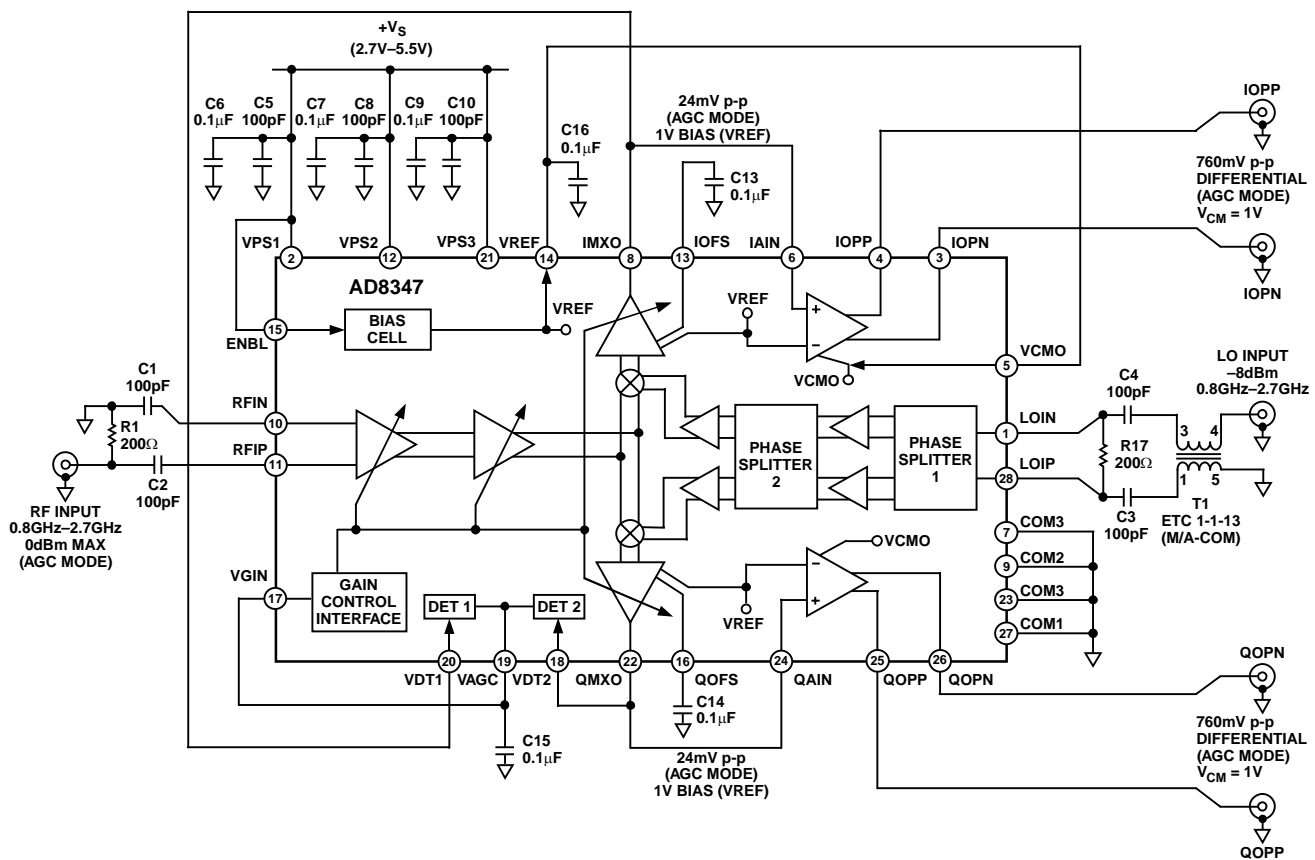 +VS
(2.7V–5.5V)
C6
0.1µF
C5
100pF
C7
0.1µF
C8
100pF
C9
0.1µF
C10
100pF
C16
0.1µF
24mV p-p
(AGC MODE)
1V BIAS (VREF)
C13
0.1µF
IOPP
760mV p-p
DIFFERENTIAL
(AGC MODE)
VCM = 1V
IOPN
VPS1
VPS2
VPS3
VREF
IMXO
IOFS
IAIN
IOPP
IOPN
2
12
21
14
8
13
6
4
3
AD8347
BIAS
CELL
VREF
VREF
+
–
15
ENBL
5
VCMO
VCMO
LO INPUT
–8dBm
0.8GHz–2.7GHz
C1
100pF
C4
100pF
RFIN
10
R1
200Ω
RFIP
11
C2
100pF
RF INPUT
0.8GHz–2.7GHz
0dBm MAX
(AGC MODE)
PHASE
SPLITTER
2
PHASE
SPLITTER
1
1
LOIN
28
LOIP
R17
200Ω
3
4
1
5
C3
100pF
T1
ETC 1-1-13
(M/A-COM)
7
COM3
9
COM2
23
COM3
27
COM1
VGIN
17
GAIN
CONTROL
INTERFACE
DET 1
DET 2
VCMO
–
+
VREF
20
19
18
22
16
24
25
26
VDT1
VAGC
VDT2
QMXO
QOFS
QAIN
QOPP
QOPN
C14
0.1µF
C15
0.1µF
24mV p-p
(AGC MODE)
1V BIAS (VREF)
QOPN
760mV p-p
DIFFERENTIAL
(AGC MODE)
VCM = 1V
QOPP